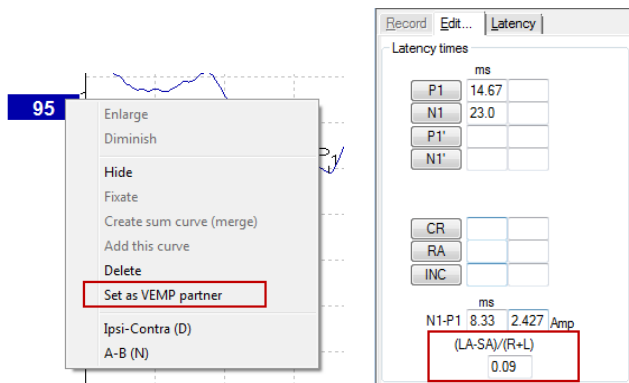 95
Enlarge
Diminish
Hide
Fixate
Create sum curve (merge)
Add this curve
Delete
Set as VEMP partner
Ipsi-Contra (D)
A-B (N)
Record Edit... Latency
Latency times
ms
P1 14.67
N1 23.0
P1'
N1'
CR
RA
INC
ms
N1-P1 8.33 2.427 Amp
(LA-SA)/(R+L)
0.09